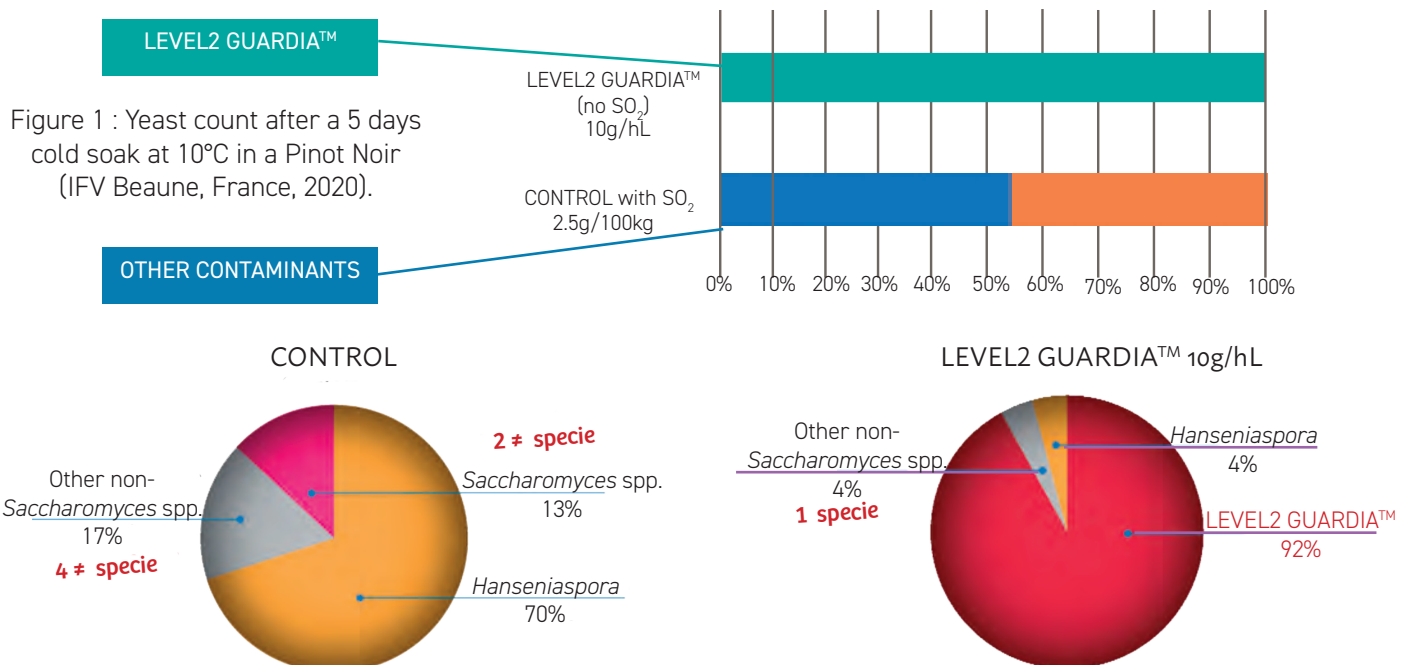 LEVEL2 GUARDIA™
Figure 1 : Yeast count after a 5 days
cold soak at 10°C in a Pinot Noir
(IFV Beaune, France, 2020).
OTHER CONTAMINANTS
LEVEL2 GUARDIA™
(no SO₂)
10g/hL
CONTROL with SO₂
2.5g/100kg
0% 10% 20% 30% 40% 50% 60% 70% 80% 90% 100%
CONTROL
Other non-
Saccharomyces spp.
17%
4 ≠ specie
2 ≠ specie
Saccharomyces spp.
13%
Hanseniaspora
70%
LEVEL2 GUARDIA™ 10g/hL
Other non-
Saccharomyces spp.
4%
1 specie
Hanseniaspora
4%
LEVEL2 GUARDIA™
92%